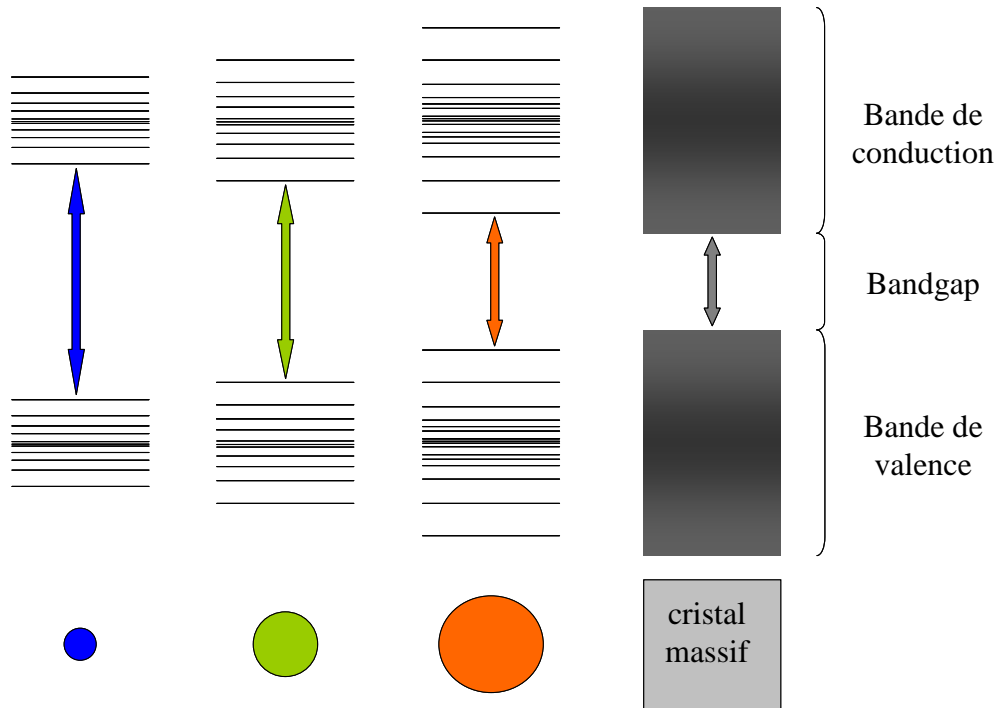 Bande de
conduction
Bandgap
Bande de
valence
cristal
massif